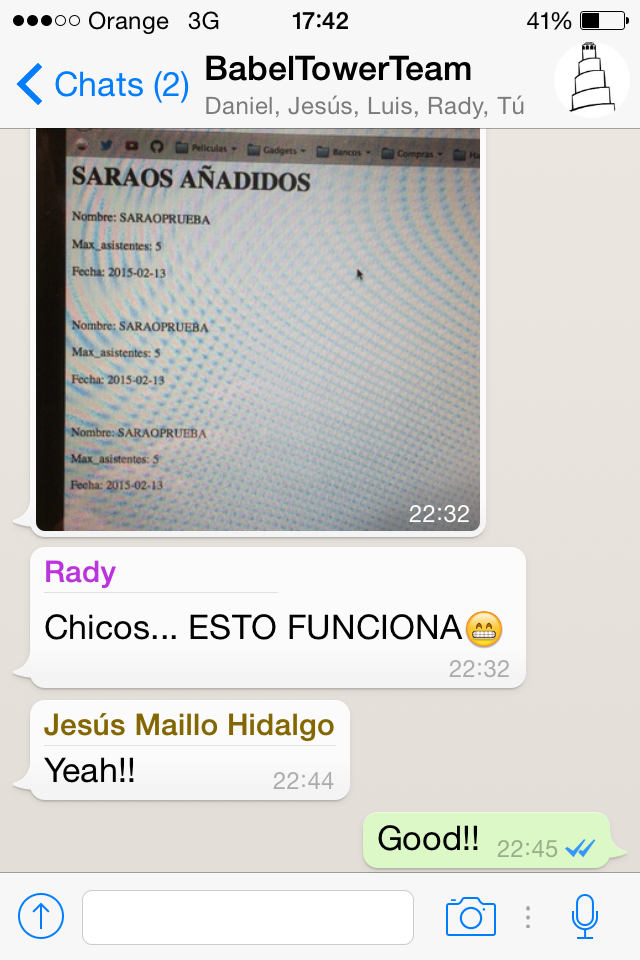 Orange 3G 17:42 41%
Chats (2) BabelTowerTeam
Daniel, Jesús, Luis, Rady, Tú
Películas Gadgets Bancos Compras
SARAOS AÑADIDOS
Nombre: SARAOPRUEBA
Max_asistentes: 5
Fecha: 2015-02-13
Nombre: SARAOPRUEBA
Max_asistentes: 5
Fecha: 2015-02-13
Nombre: SARAOPRUEBA
Max_asistentes: 5
Fecha: 2015-02-13
22:32
Rady
Chicos... ESTO FUNCIONA😁
22:32
Jesús Maillo Hidalgo
Yeah!! 22:44
Good!! 22:45